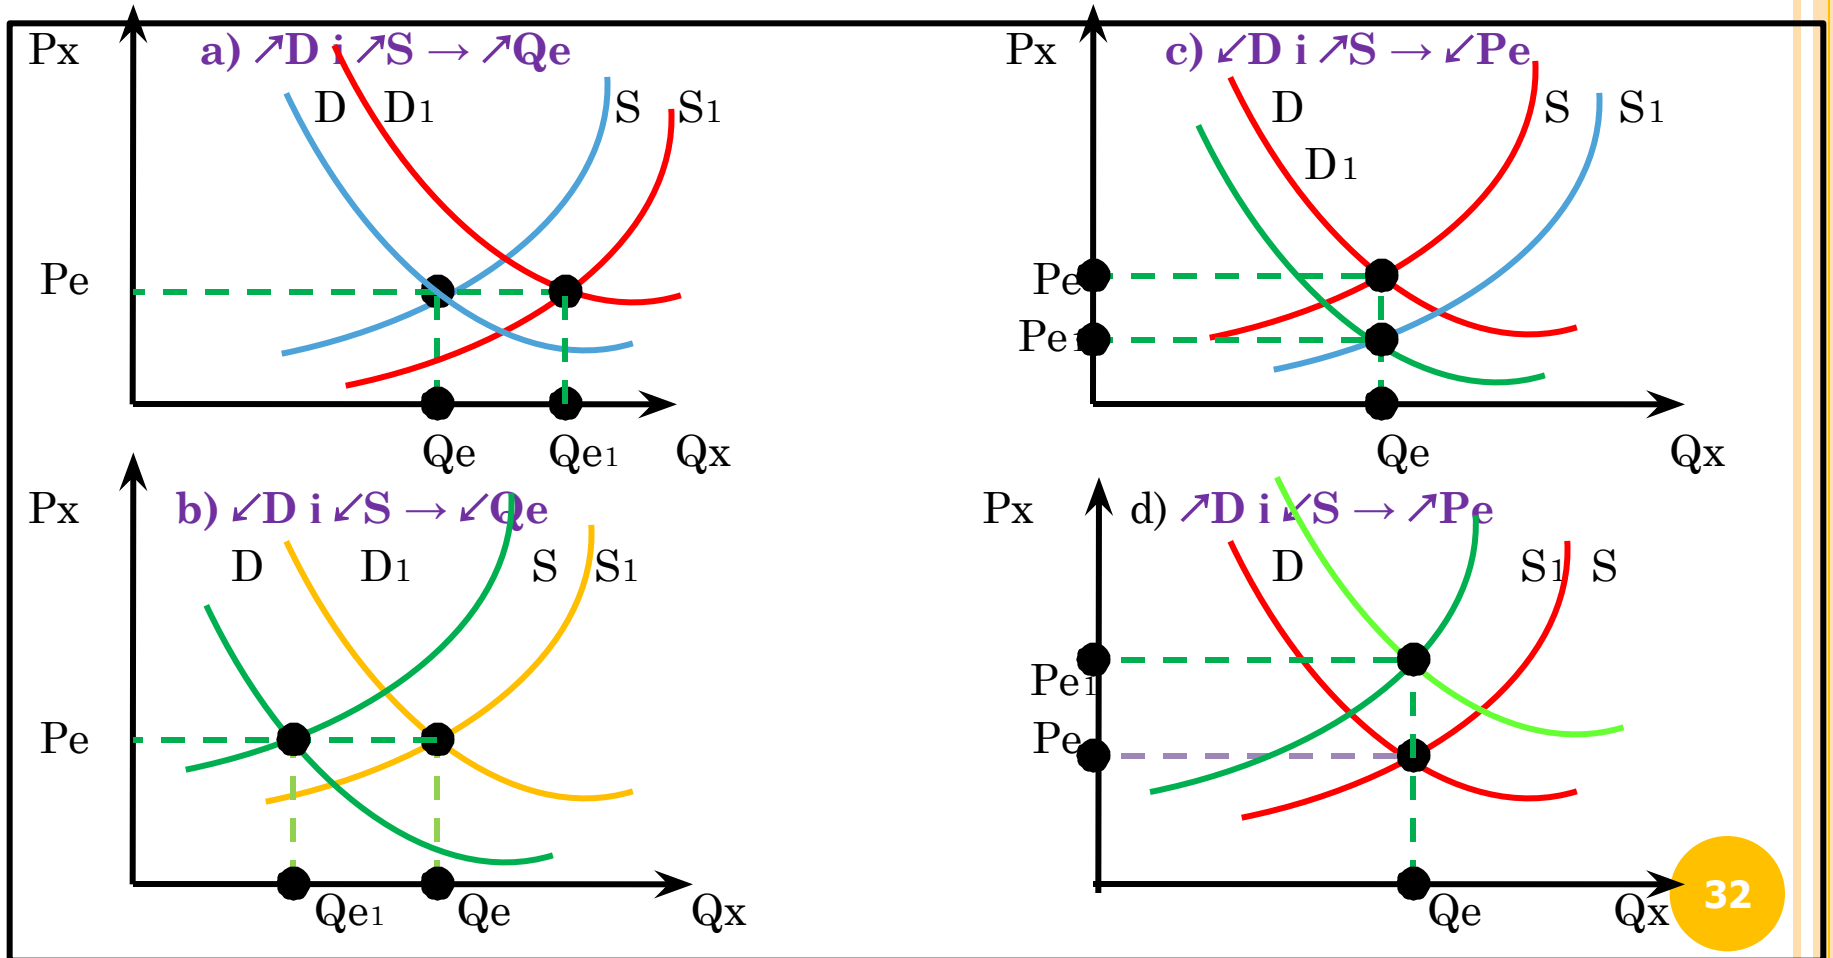 Px
a) ↗D i ↗S → ↗Qe
D D1 S S1
Pe
Qe Qe1 Qx
Px
c) ↙D i ↗S → ↙Pe
D S S1
D1
Pe
Pe1
Qe Qx
Px
b) ↙D i ↙S → ↙Qe
D D1 S S1
Pe
Qe1 Qe Qx
Px
d) ↗D i ↙S → ↗Pe
D S1 S
Pe1
Pe
Qe Qx
32